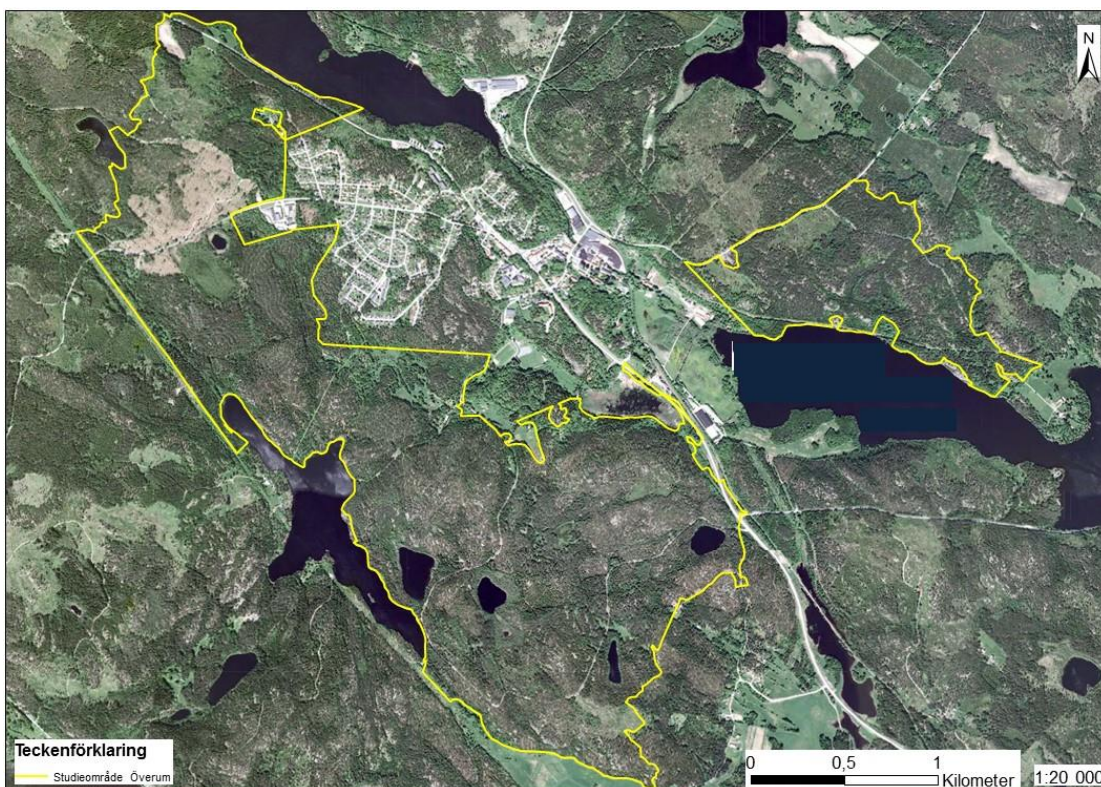 N
Teckenförklaring
Studieområde Överum
0 0,5 1
Kilometer
1:20 000